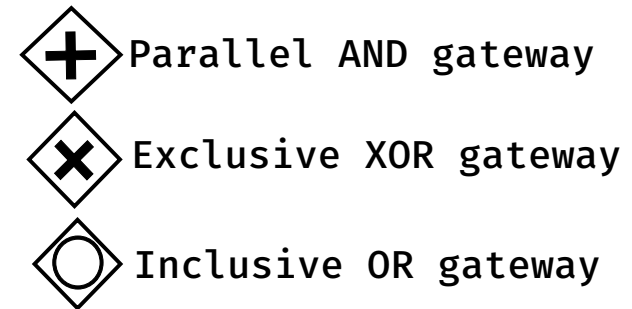 Parallel AND gateway
Exclusive XOR gateway
Inclusive OR gateway